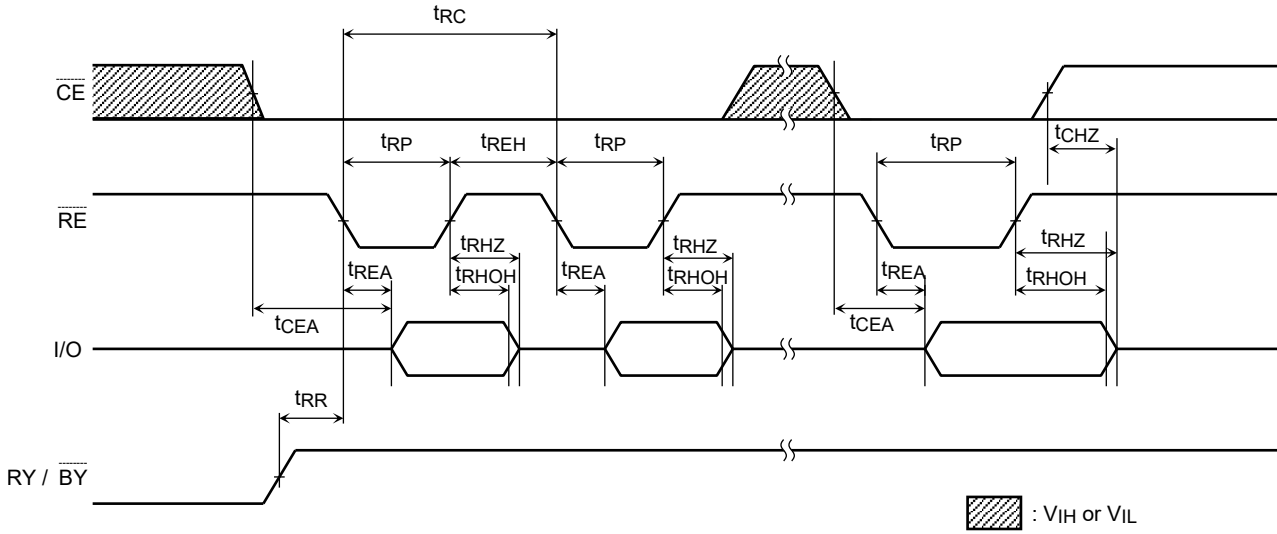 tRC
CE
tRP tREH tRP tRP tCHZ
RE
tREA tRHZ tREA tRHZ tREA tRHZ
tRHOH tRHOH tRHOH
tCEA tCEA
I/O
tRR
RY / BY
: VIH or VIL